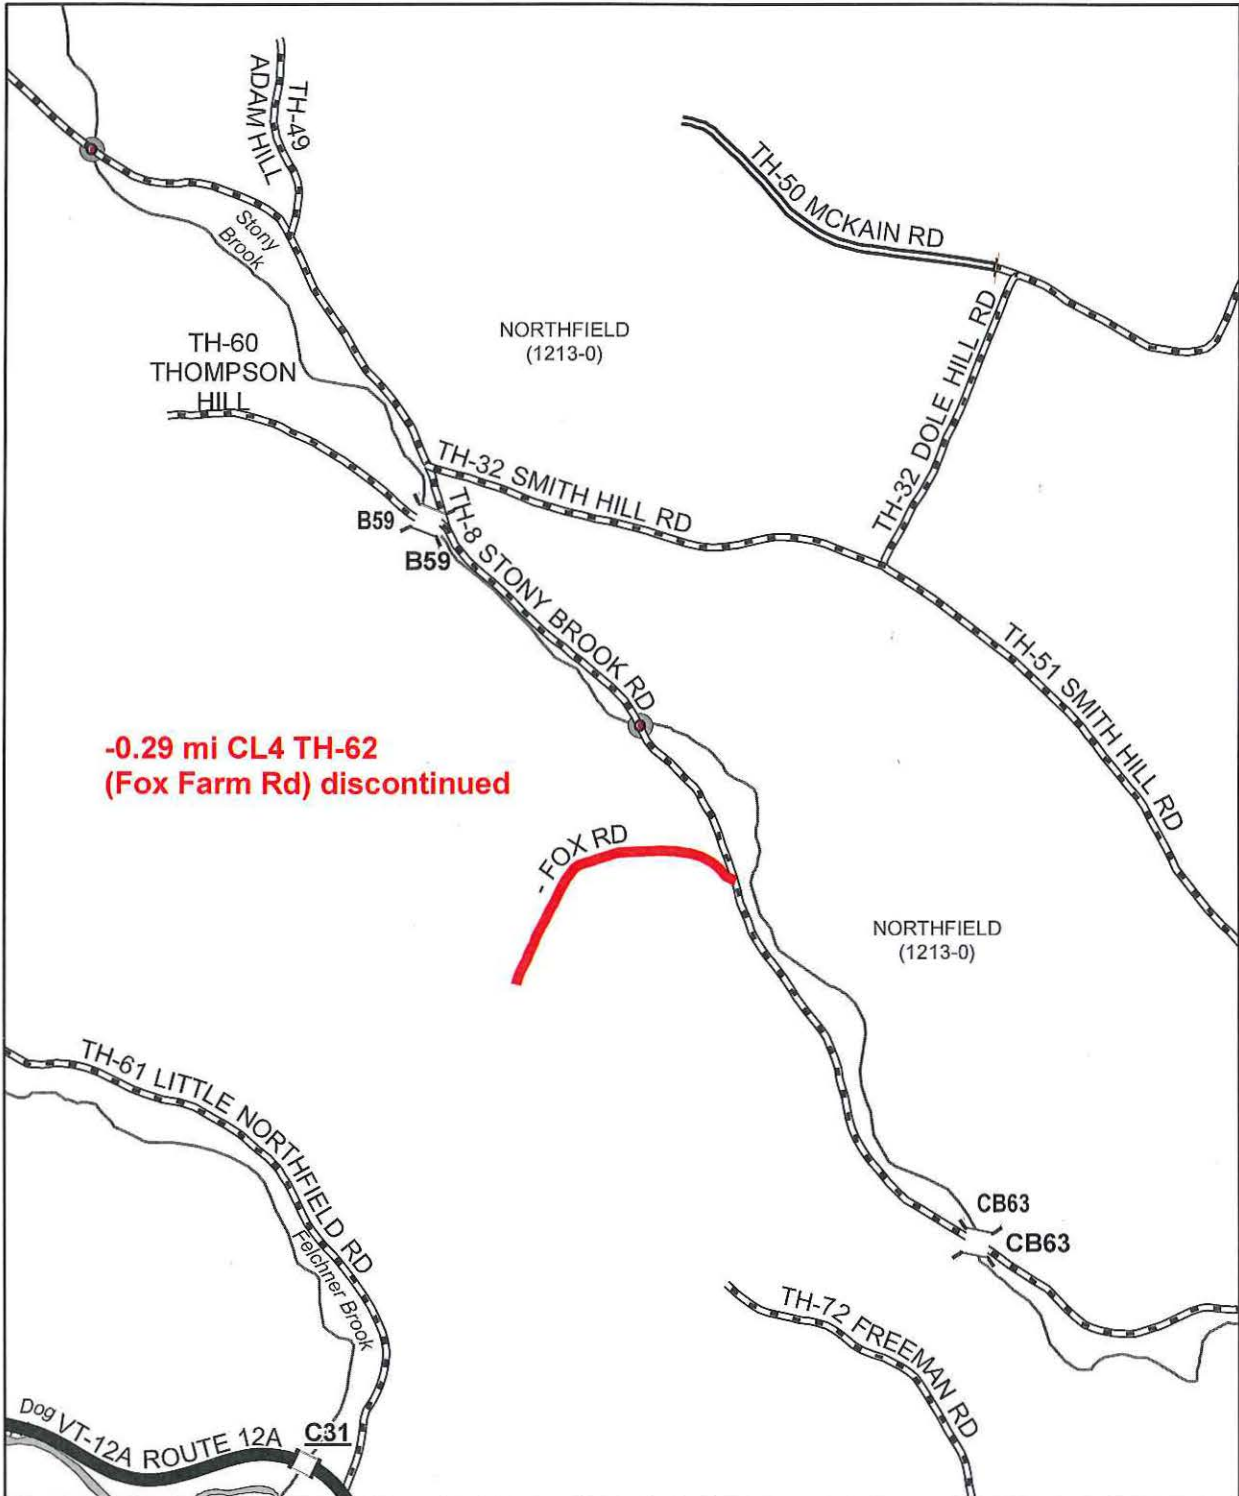 TH-49
ADAM HILL
Stony
Brook
TH-50 MCKAIN RD
NORTHFIELD
(1213-0)
TH-60
THOMPSON
HILL
TH-32 DOLE HILL RD
TH-32 SMITH HILL RD
B59
B59
TH-8 STONY BROOK RD
TH-51 SMITH HILL RD
-0.29 mi CL4 TH-62
(Fox Farm Rd) discontinued
- FOX RD
NORTHFIELD
(1213-0)
TH-61 LITTLE NORTHFIELD RD
Felchner Brook
CB63
CB63
TH-72 FREEMAN RD
Dog
VT-12A ROUTE 12A
C31